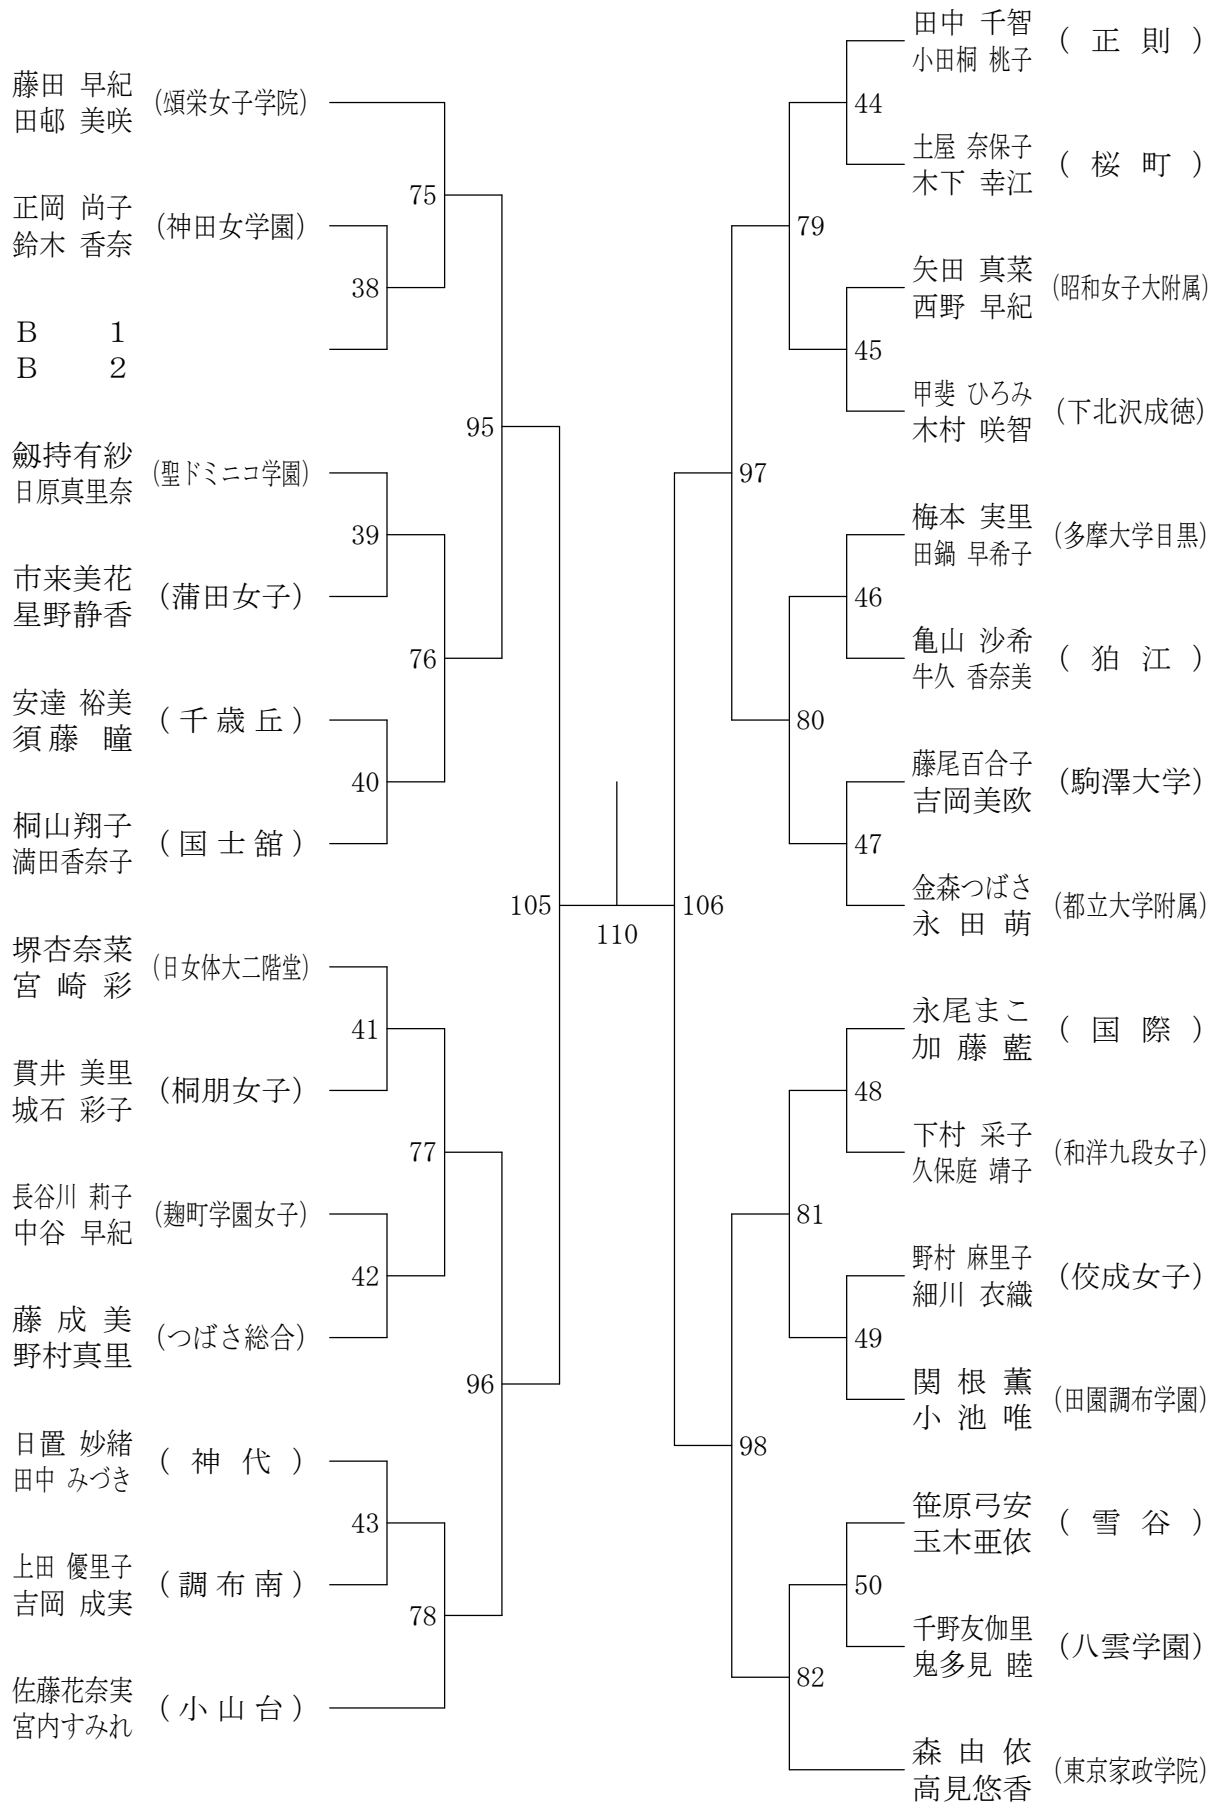 藤田 早紀
田邨 美咲
(頌栄女子学院)
正岡 尚子
鈴木 香奈
(神田女学園)
B 1
B 2
劔持有紗
日原真里奈
(聖ドミニコ学園)
市来美花
星野静香
(蒲田女子)
安達 裕美
須藤 瞳
(千歳丘)
桐山翔子
満田香奈子
(国士舘)
堺杏奈菜
宮崎彩
(日女体大二階堂)
貫井 美里
城石 彩子
(桐朋女子)
長谷川 莉子
中谷 早紀
(麹町学園女子)
藤成美
野村真里
(つばさ総合)
日置 妙緒
田中 みづき
(神代)
上田 優里子
吉岡 成実
(調布南)
佐藤花奈実
宮内すみれ
(小山台)
38
39
40
41
42
43
75
76
77
78
95
96
105
110
106
97
98
79
80
81
82
44
45
46
47
48
49
50
田中 千智
小田桐 桃子
(正則)
土屋 奈保子
木下 幸江
(桜町)
矢田 真菜
西野 早紀
(昭和女子大附属)
甲斐 ひろみ
木村 咲智
(下北沢成徳)
梅本 実里
田鍋 早希子
(多摩大学目黒)
亀山 沙希
牛久 香奈美
(狛江)
藤尾百合子
吉岡美欧
(駒澤大学)
金森つばさ
永田萌
(都立大学附属)
永尾まこ
加藤藍
(国際)
下村 采子
久保庭 靖子
(和洋九段女子)
野村 麻里子
細川 衣織
(佼成女子)
関根薫
小池唯
(田園調布学園)
笹原弓安
玉木亜依
(雪谷)
千野友伽里
鬼多見 睦
(八雲学園)
森由依
高見悠香
(東京家政学院)